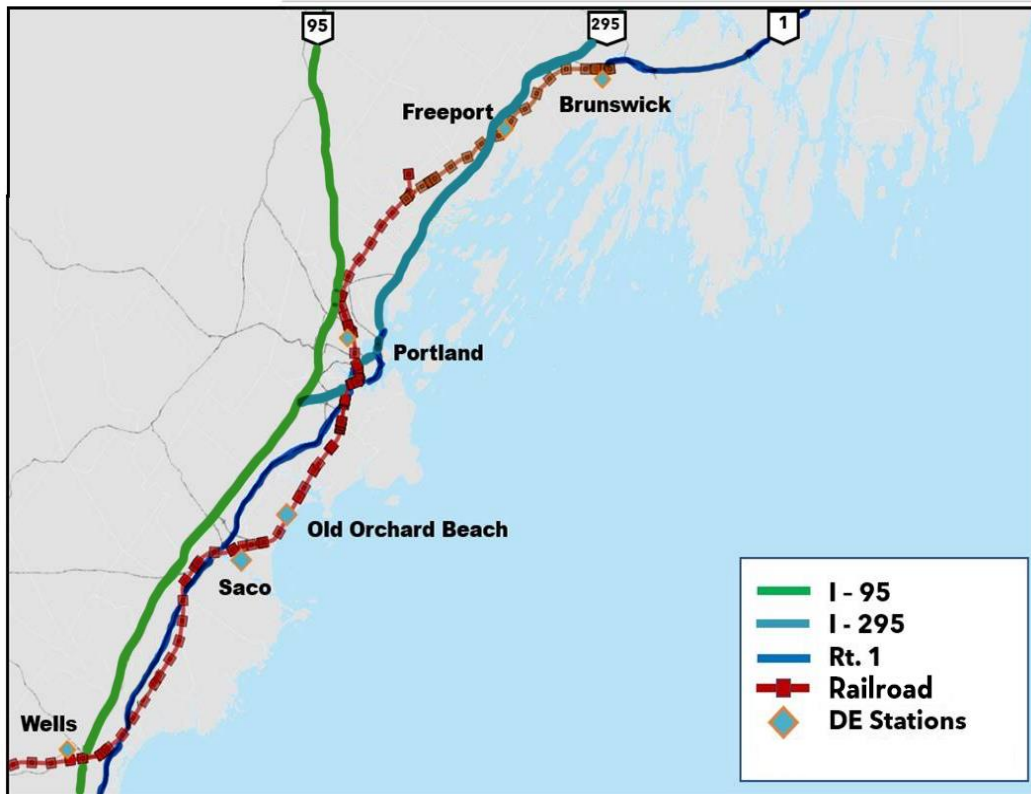 95
295
1
Freeport
Brunswick
Portland
Old Orchard Beach
Saco
Wells
I - 95
I - 295
Rt. 1
Railroad
DE Stations